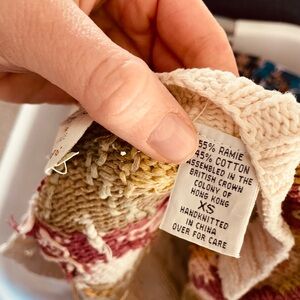 55% RAMIE
45% COTTON
ASSEMBLED IN THE
BRITISH CROWN
COLONY OF
HONG KONG
XS
HANDKNITTED
IN CHINA
OVER FOR CARE